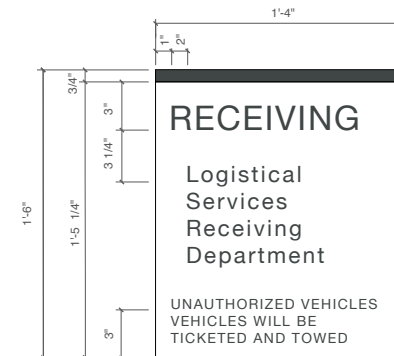 1'-4"
1"
2"
3/4"
3"
3 1/4"
1'-6"
1'-5 1/4"
3"
RECEIVING
Logistical
Services
Receiving
Department
UNAUTHORIZED VEHICLES
VEHICLES WILL BE
TICKETED AND TOWED